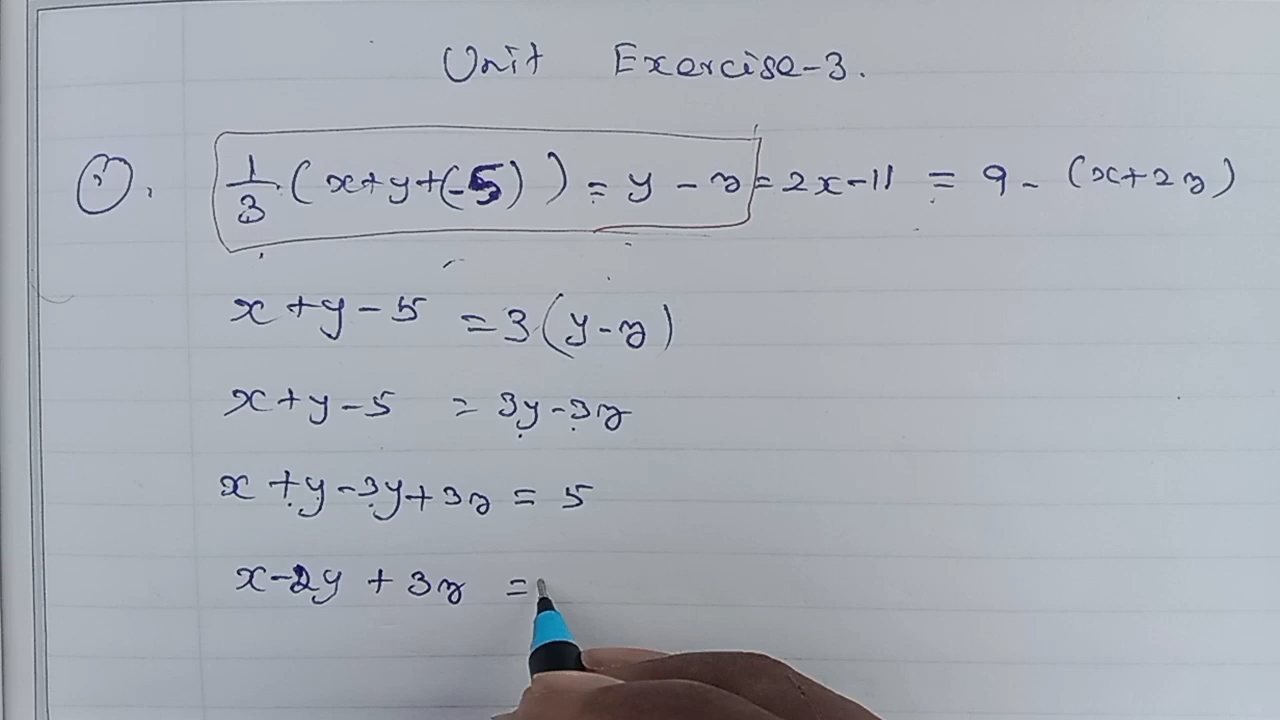 Unit Exercise-3.
1. 1/3 (x+y+(-5)) = y - z = 2x-11 = 9 - (x+2z)
x+y-5 = 3(y-z)
x+y-5 = 3y-3z
x+y-3y+3z = 5
x-2y + 3z =